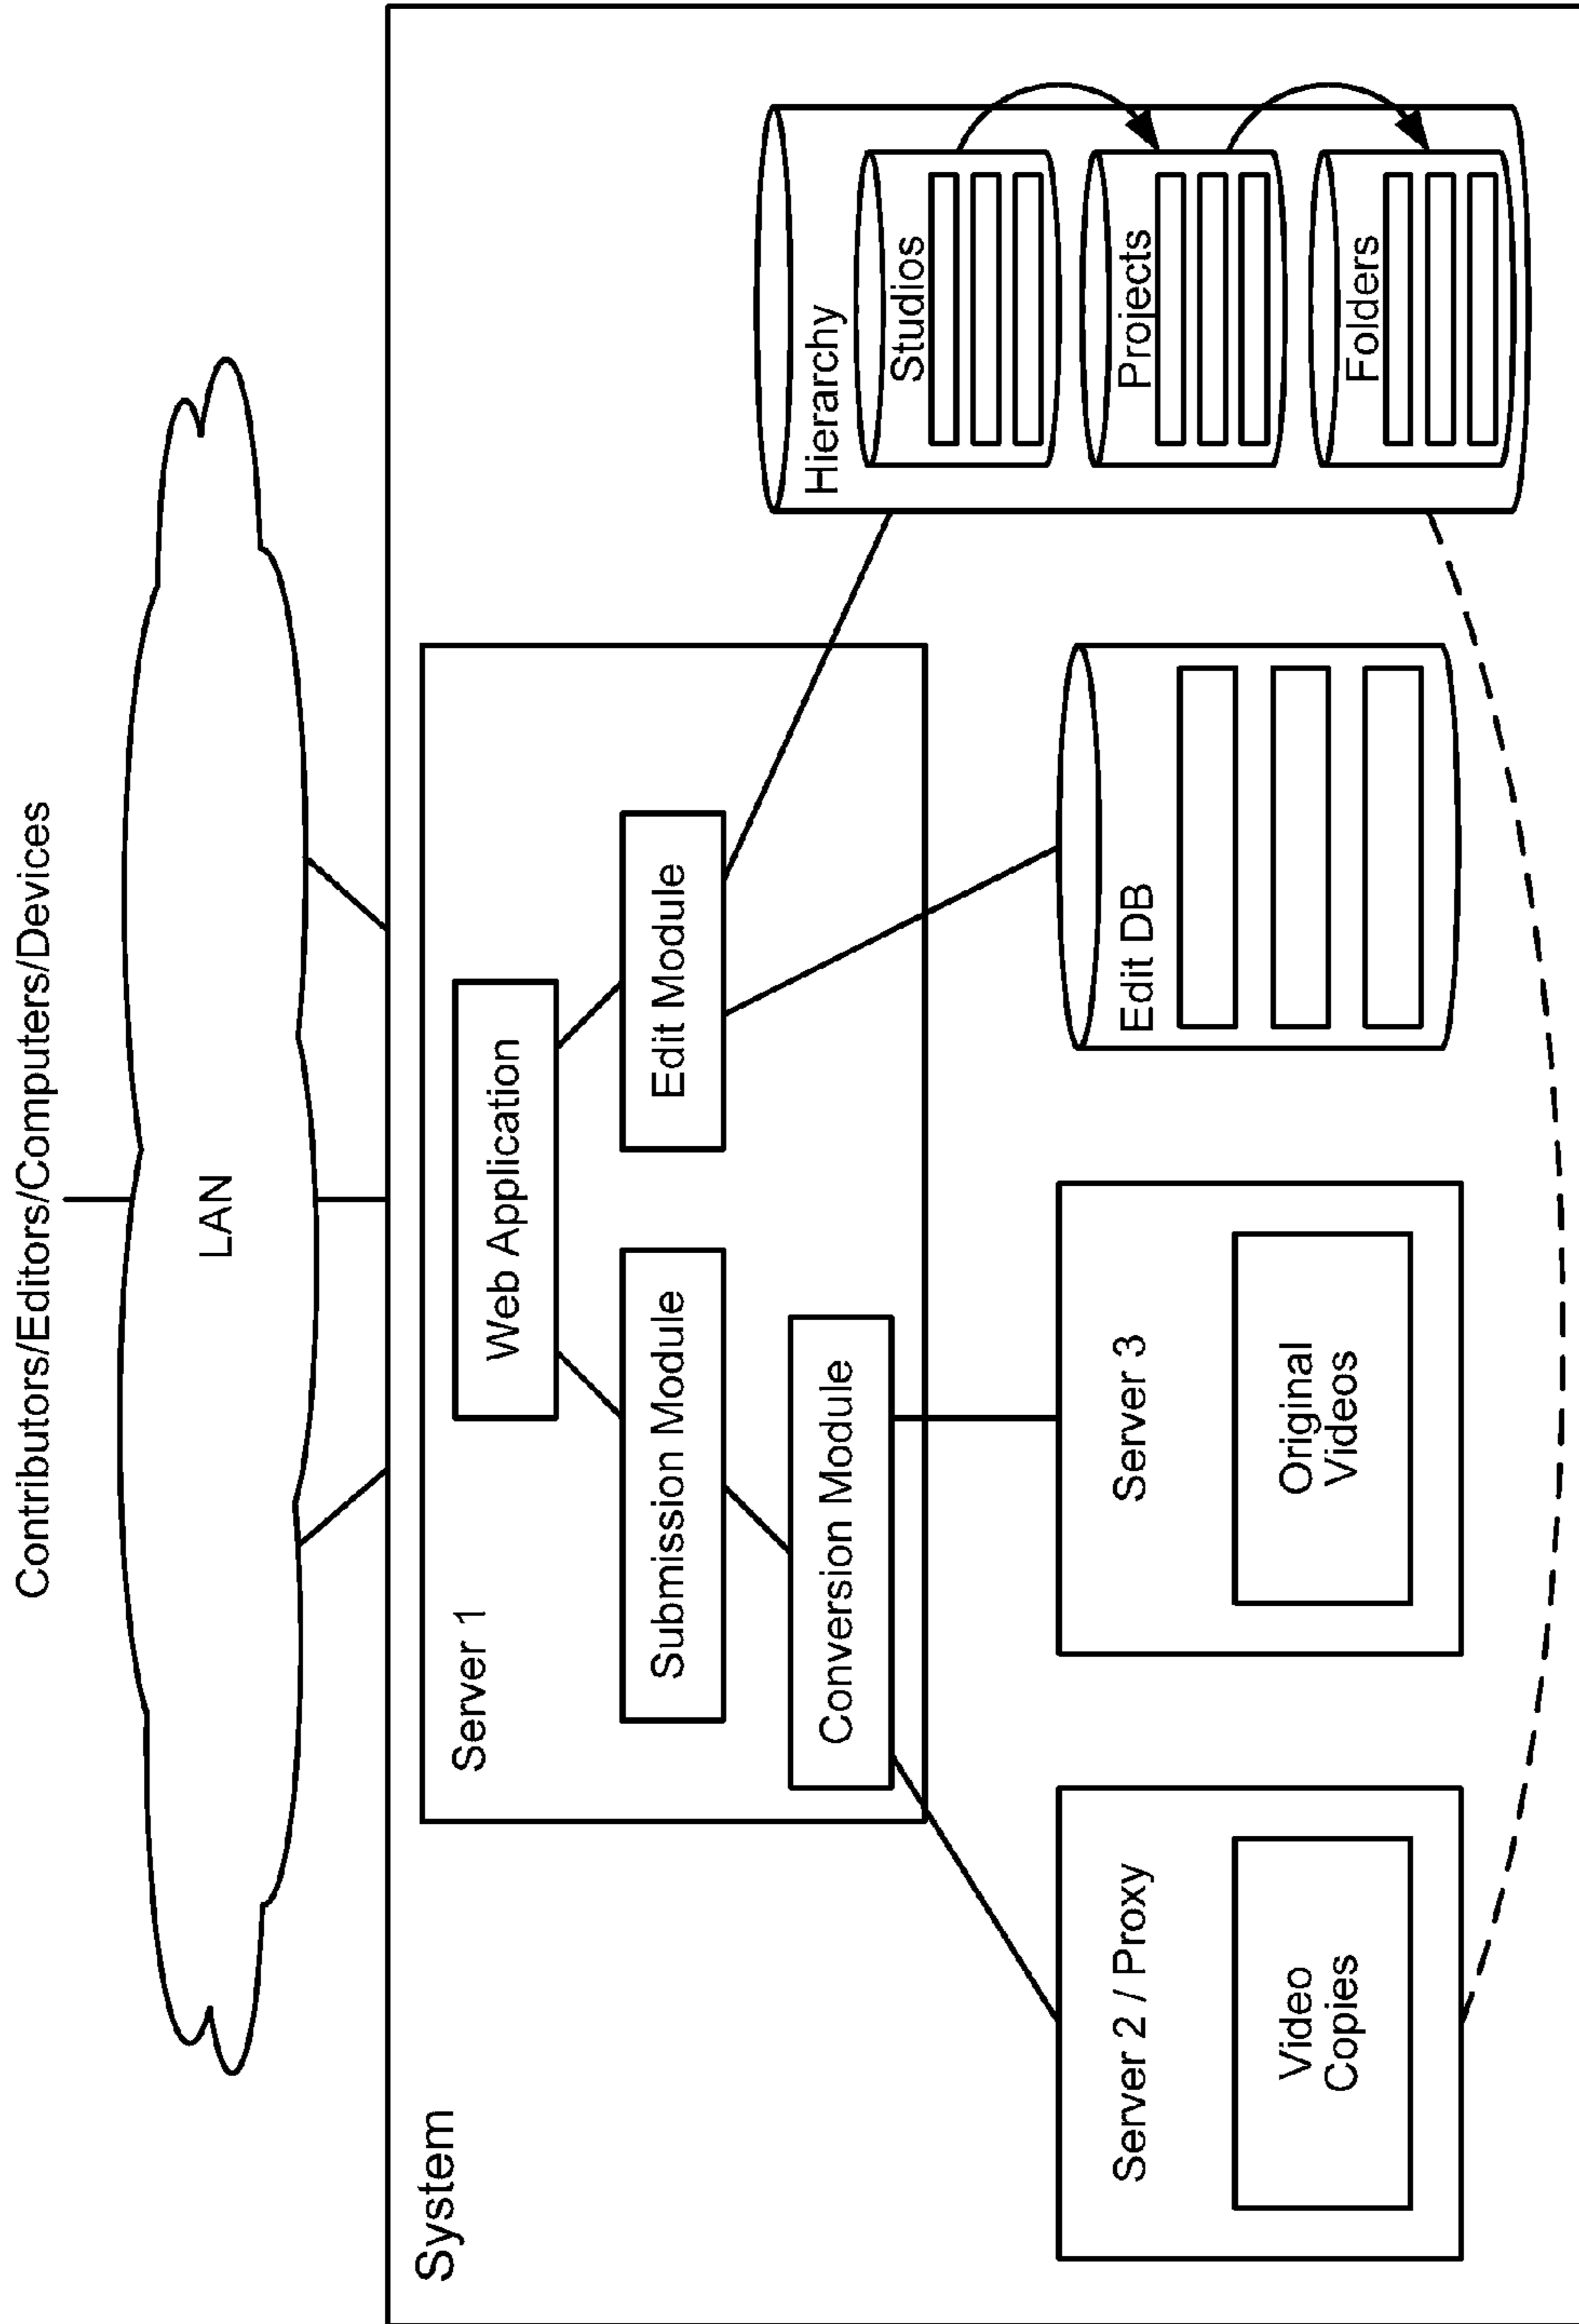 Contributors/Editors/Computers/Devices
LAN
System
Server 1
Web Application
Submission Module
Edit Module
Conversion Module
Server 2 / Proxy
Video
Copies
Server 3
Original
Videos
Edit DB
Hierarchy
Studios
Projects
Folders